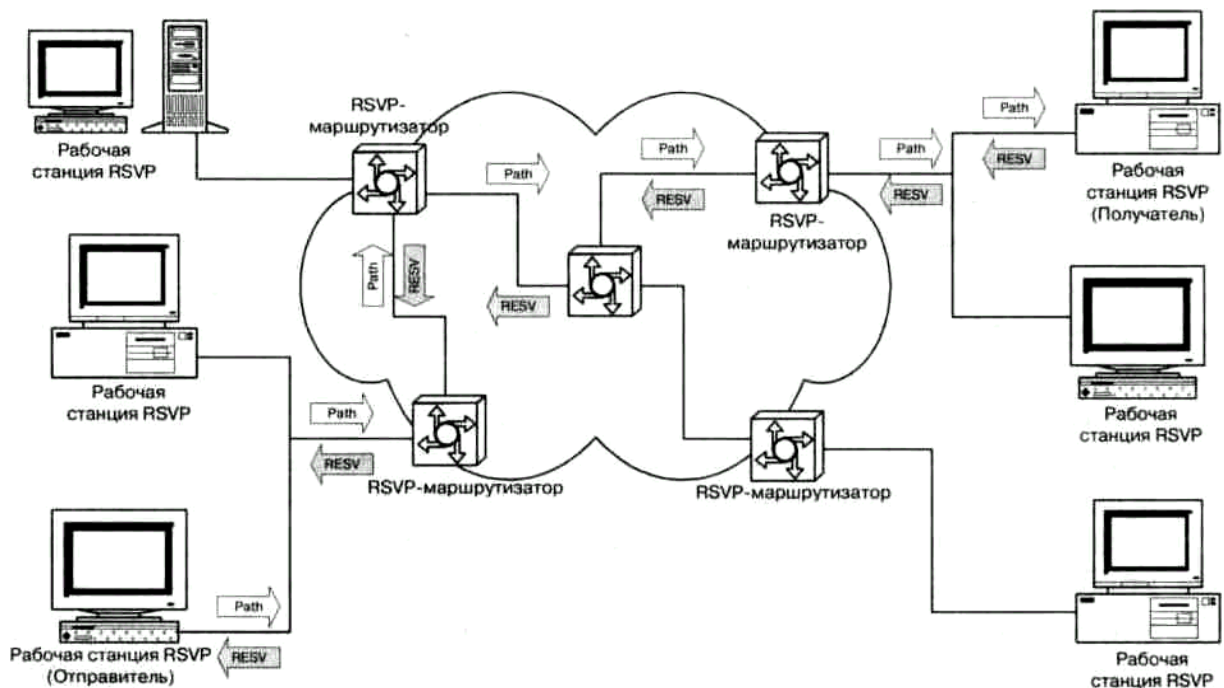 Рабочая
станция RSVP
RSVP-
маршрутизатор
Path
Path
Path
Path
RESV
RESV
RESV
Рабочая
станция RSVP
(Получатель)
RSVP-
маршрутизатор
Path
RESV
RESV
Рабочая
станция RSVP
Path
RESV
RSVP-маршрутизатор
RSVP-маршрутизатор
Рабочая
станция RSVP
Path
RESV
Рабочая станция RSVP
(Отправитель)
Рабочая
станция RSVP